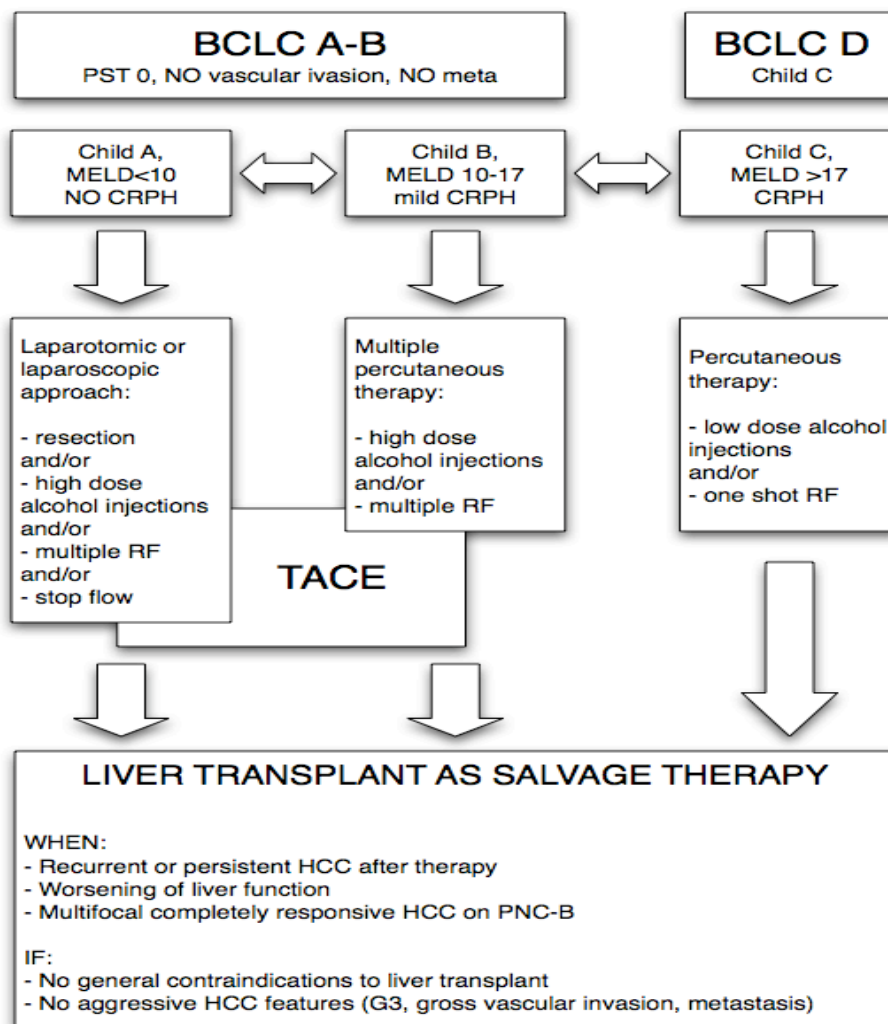 BCLC A-B
PST 0, NO vascular ivasion, NO meta
BCLC D
Child C
Child A,
MELD<10
NO CRPH
Child B,
MELD 10-17
mild CRPH
Child C,
MELD >17
CRPH
Laparotomic or
laparoscopic
approach:
- resection
and/or
- high dose
alcohol injections
and/or
- multiple RF
and/or
- stop flow
Multiple
percutaneous
therapy:
- high dose
alcohol injections
and/or
- multiple RF
Percutaneous
therapy:
- low dose alcohol
injections
and/or
- one shot RF
TACE
LIVER TRANSPLANT AS SALVAGE THERAPY
WHEN:
- Recurrent or persistent HCC after therapy
- Worsening of liver function
- Multifocal completely responsive HCC on PNC-B
IF:
- No general contraindications to liver transplant
- No aggressive HCC features (G3, gross vascular invasion, metastasis)